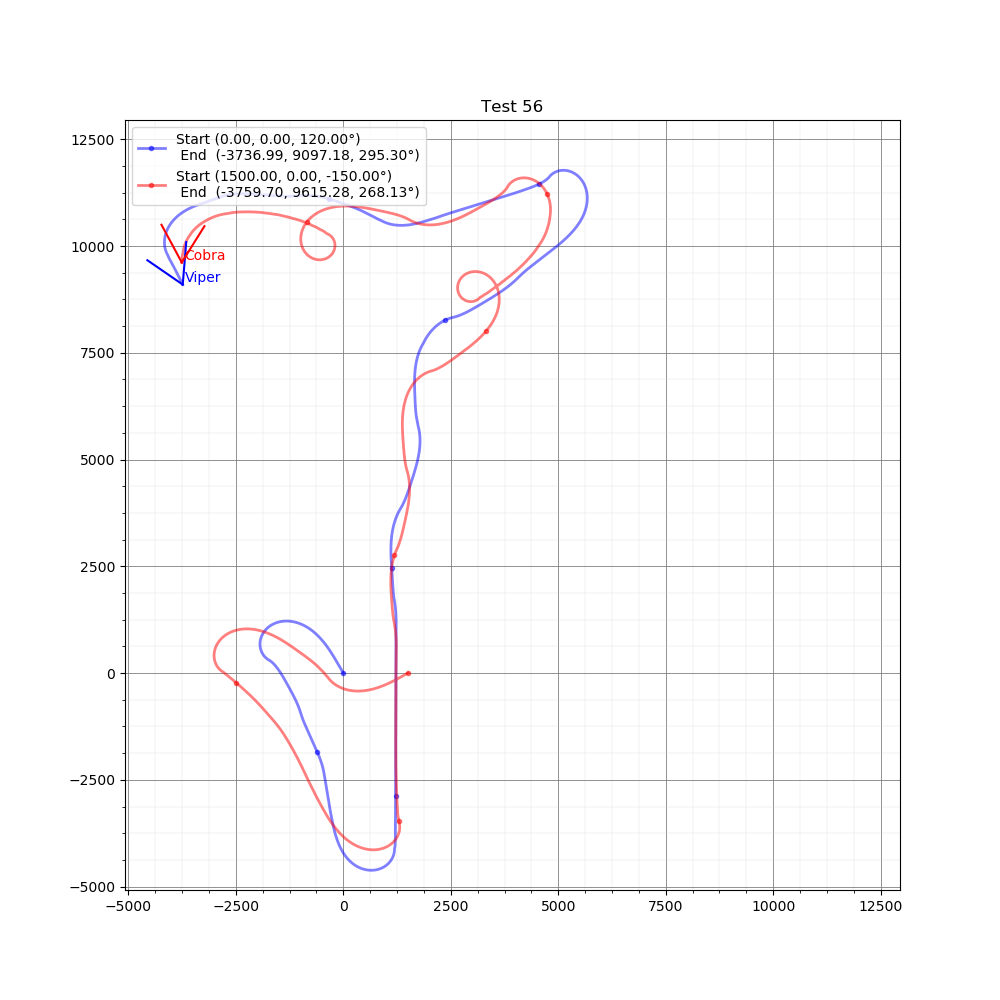 Test 56
Start (0.00, 0.00, 120.00°)
End  (-3736.99, 9097.18, 295.30°)
Start (1500.00, 0.00, -150.00°)
End  (-3759.70, 9615.28, 268.13°)
12500
10000
7500
5000
2500
0
−2500
−5000
Cobra
Viper
−5000 −2500 0 2500 5000 7500 10000 12500